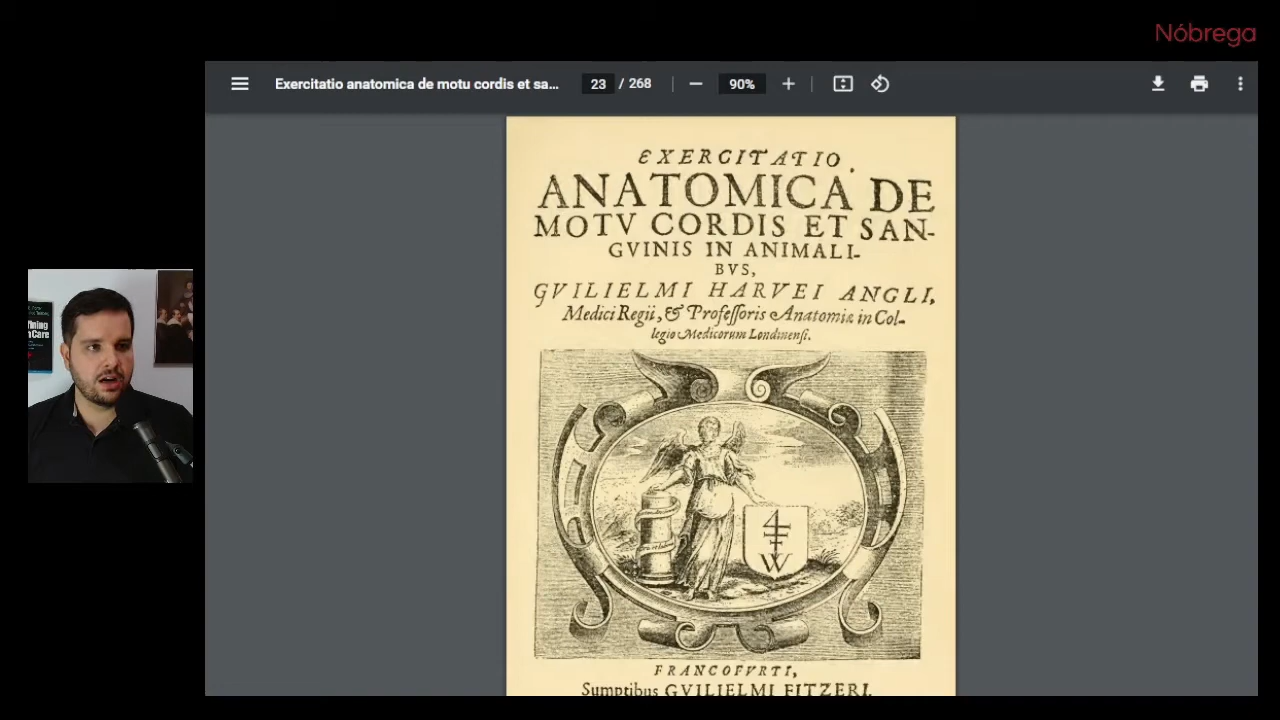 Nóbrega
Exercitatio anatomica de motu cordis et sa... 23 / 268 90%
EXERCITATIO
ANATOMICA DE
MOTV CORDIS ET SAN-
GVINIS IN ANIMALI-
BVS,
GVILIELMI HARVEI ANGLI,
Medici Regii, & Professoris Anatomiæ in Col-
legio Medicorum Londinensi.
4
W
FRANCOFVRTI,
Sumptibus GVILIELMI FITZERI.